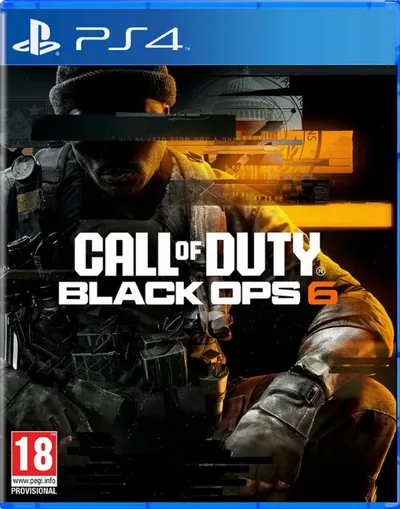 PS4
CALL OF DUTY®
BLACK OPS 6
18
www.pegi.info
PROVISIONAL